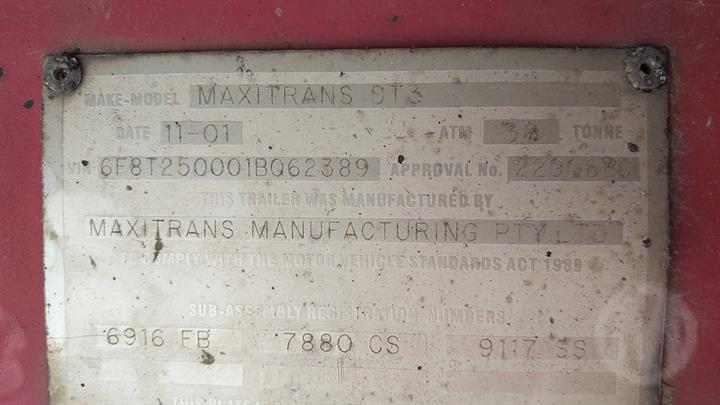 MAKE-MODEL MAXITRANS ST3
DATE 11-01 ATM TONNE
VIN 6F8T250001B062389 APPROVAL No.
THIS TRAILER WAS MANUFACTURED BY
MAXITRANS MANUFACTURING PTY LTD
TO COMPLY WITH THE MOTOR VEHICLE STANDARDS ACT 1989
SUB-ASSEMBLY REGISTRATION NUMBERS
6916 FB 7880 CS 9117 SS